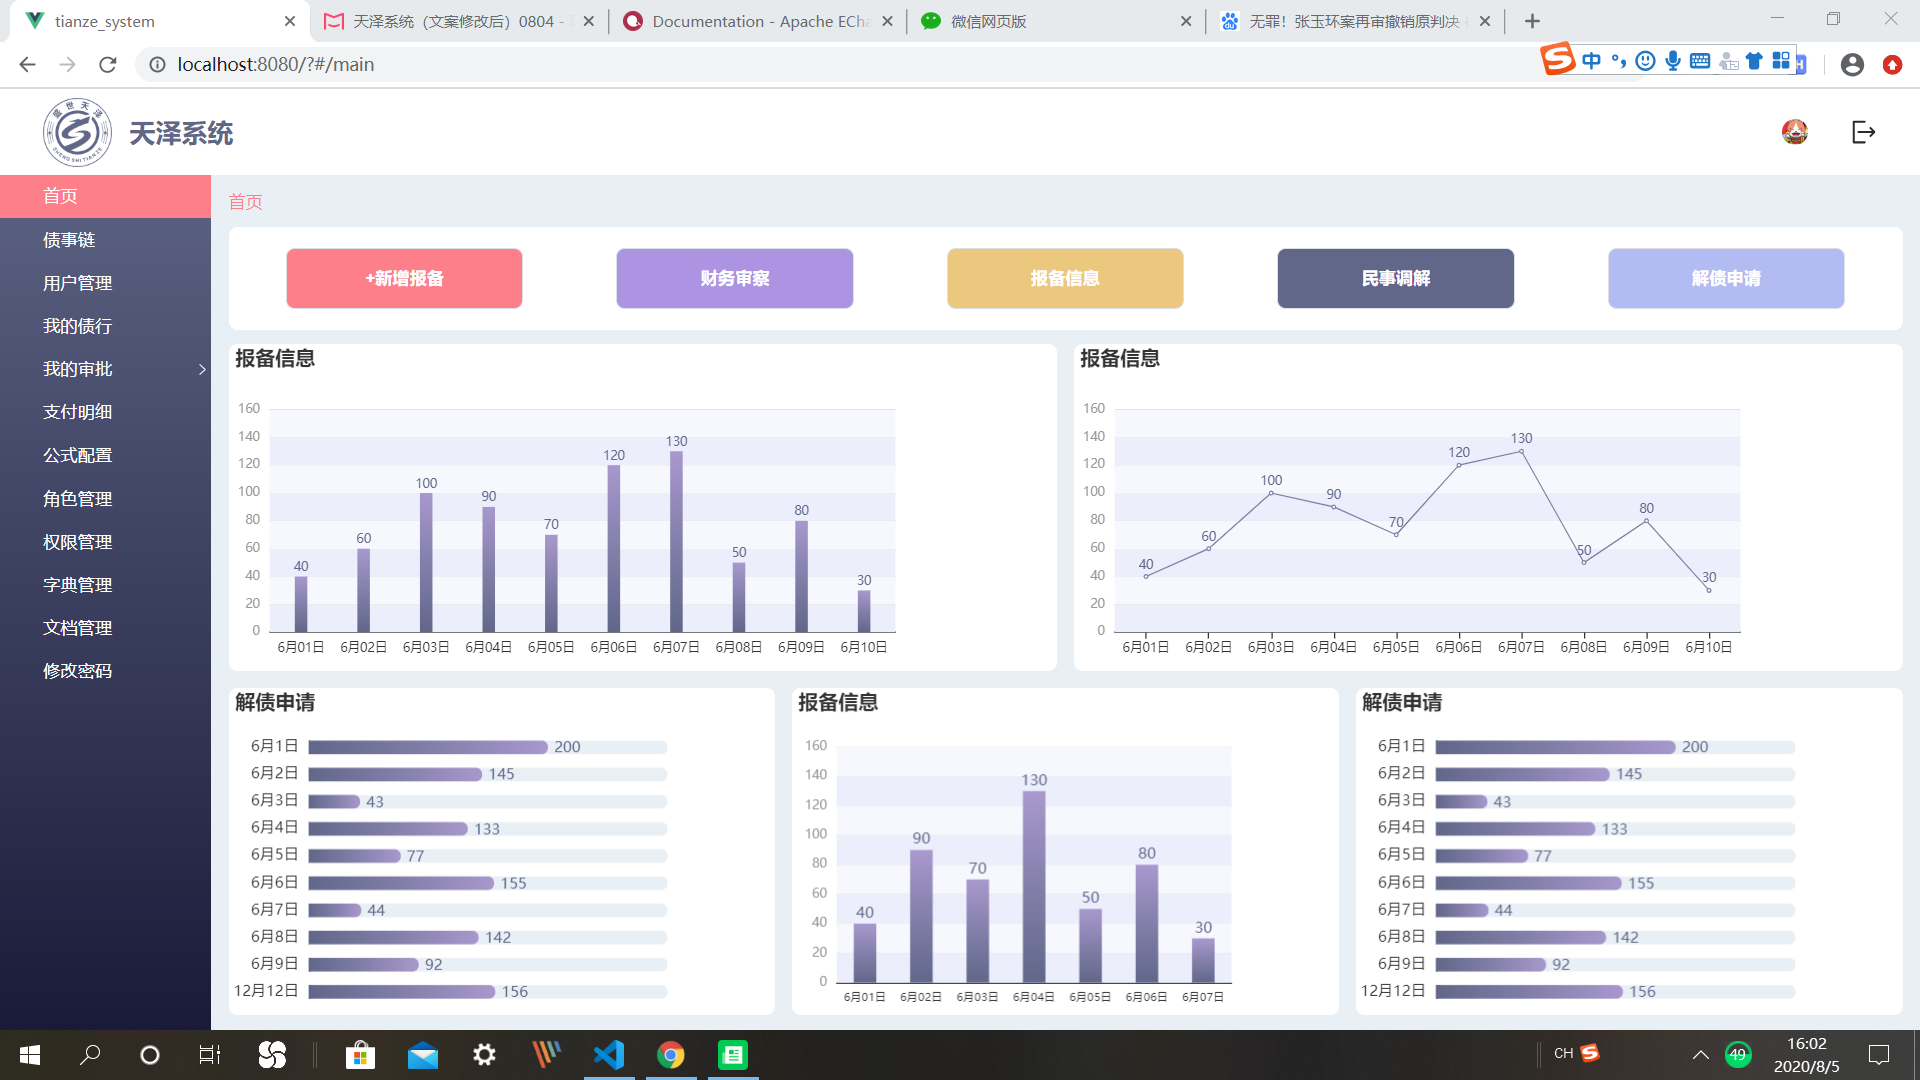 tianze_system
天泽系统（文案修改后）0804 -
Documentation - Apache ECha
微信网页版
无罪！张玉环案再审撤销原判决
localhost:8080/?#/main
中
盛世天泽
SHENG SHI TIANZE
天泽系统
首页
债事链
用户管理
我的债行
我的审批
支付明细
公式配置
角色管理
权限管理
字典管理
文档管理
修改密码
首页
+新增报备
财务审察
报备信息
民事调解
解债申请
报备信息
160
140
120
100
80
60
40
20
0
40
60
100
90
70
120
130
50
80
30
6月01日 6月02日 6月03日 6月04日 6月05日 6月06日 6月07日 6月08日 6月09日 6月10日
报备信息
160
140
120
100
80
60
40
20
0
40
60
100
90
70
120
130
50
80
30
6月01日 6月02日 6月03日 6月04日 6月05日 6月06日 6月07日 6月08日 6月09日 6月10日
解债申请
6月1日 200
6月2日 145
6月3日 43
6月4日 133
6月5日 77
6月6日 155
6月7日 44
6月8日 142
6月9日 92
12月12日 156
报备信息
160
140
120
100
80
60
40
20
0
40
90
70
130
50
80
30
6月01日 6月02日 6月03日 6月04日 6月05日 6月06日 6月07日
解债申请
6月1日 200
6月2日 145
6月3日 43
6月4日 133
6月5日 77
6月6日 155
6月7日 44
6月8日 142
6月9日 92
12月12日 156
CH
49
16:02
2020/8/5